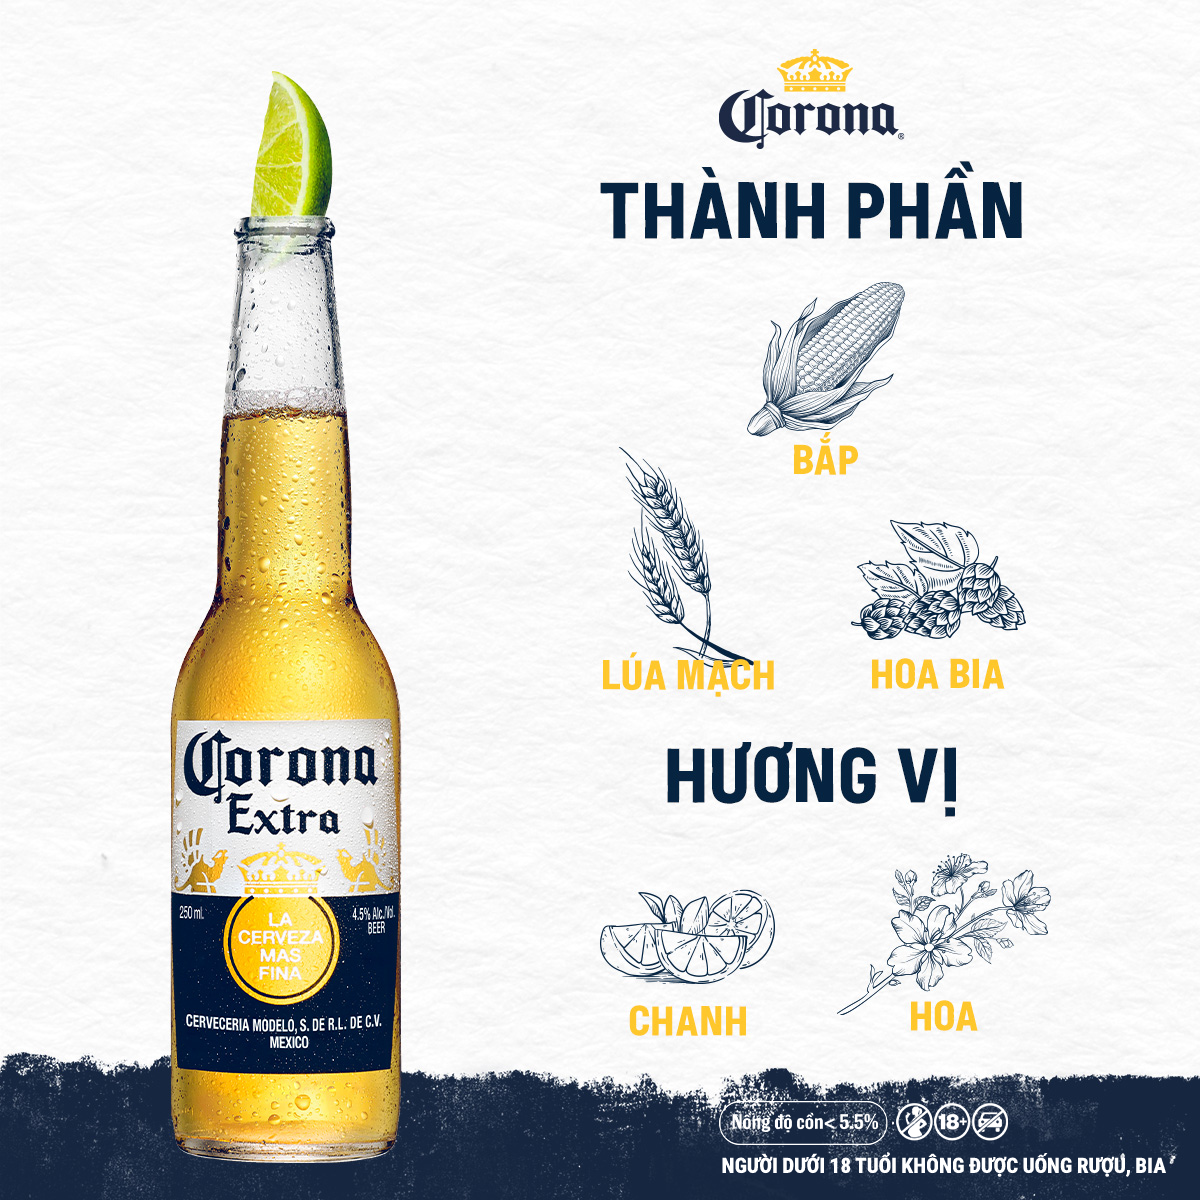 Corona®
THÀNH PHẦN
BẮP
LÚA MẠCH
HOA BIA
HƯƠNG VỊ
CHANH
HOA
Corona
Extra
250 ml.
4.5% Alc./Vol.
BEER
LA
CERVEZA
MAS
FINA
CERVECERIA MODELO, S. DE R.L. DE C.V.
MEXICO
Nồng độ cồn< 5.5%
18+
NGƯỜI DƯỚI 18 TUỔI KHÔNG ĐƯỢC UỐNG RƯỢU, BIA